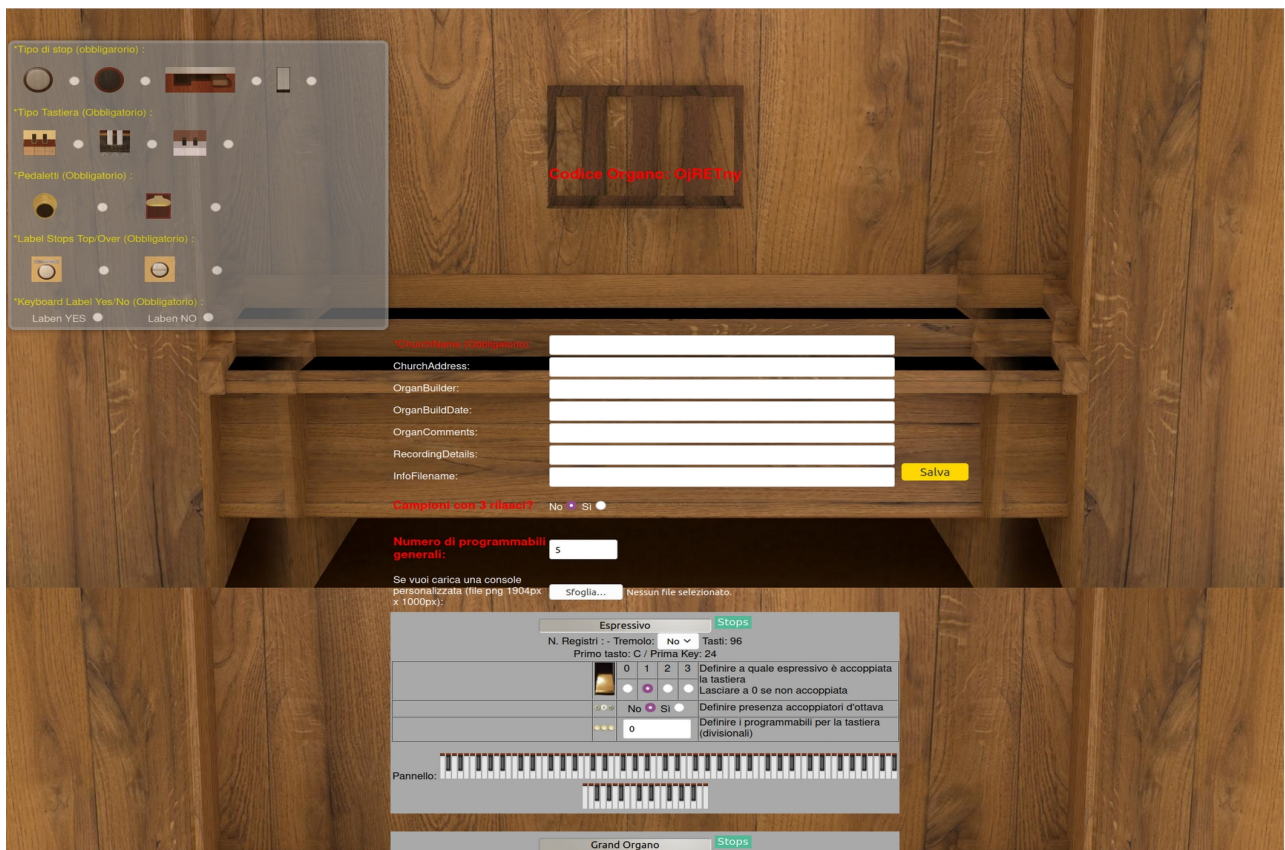 *Tipo di stop (obbligarorio) :
*Tipo Tastiera (Obbligatorio) :
*Pedaletti (Obbligatorio) :
*Label Stops Top/Over (Obbligatorio) :
*Keyboard Label Yes/No (Obbligatorio) :
Laben YES Laben NO
Codice Organo: OjRETny
*ChurchName (Obbligatorio):
ChurchAddress:
OrganBuilder:
OrganBuildDate:
OrganComments:
RecordingDetails:
InfoFilename:
Salva
Campioni con 3 rilasci? No Sì
Numero di programmabili
generali:
5
Se vuoi carica una console
personalizzata (file png 1904px
x 1000px):
Sfoglia... Nessun file selezionato.
Espressivo Stops
N. Registri : - Tremolo: No Tasti: 96
Primo tasto: C / Prima Key: 24
0 1 2 3
Definire a quale espressivo è accoppiata
la tastiera
Lasciare a 0 se non accoppiata
No Sì Definire presenza accoppiatori d'ottava
0
Definire i programmabili per la tastiera
(divisionali)
Pannello:
Grand Organo Stops